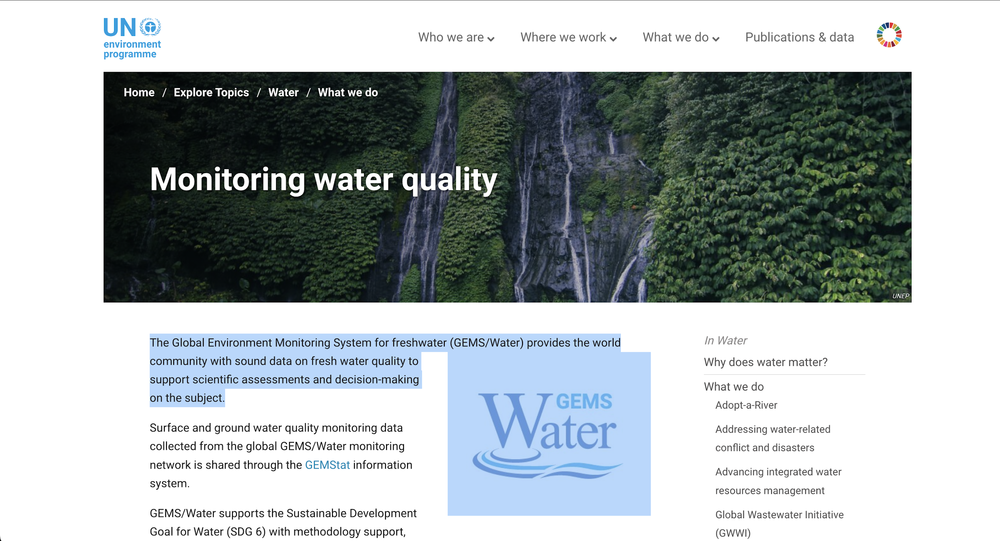 UN
environment
programme
Who we are
Where we work
What we do
Publications & data
Home / Explore Topics / Water / What we do
Monitoring water quality
UNEP
The Global Environment Monitoring System for freshwater (GEMS/Water) provides the world
community with sound data on fresh water quality to
support scientific assessments and decision-making
on the subject.
GEMS
Water
Surface and ground water quality monitoring data
collected from the global GEMS/Water monitoring
network is shared through the GEMStat information
system.
GEMS/Water supports the Sustainable Development
Goal for Water (SDG 6) with methodology support,
In Water
Why does water matter?
What we do
Adopt-a-River
Addressing water-related
conflict and disasters
Advancing integrated water
resources management
Global Wastewater Initiative
(GWWI)